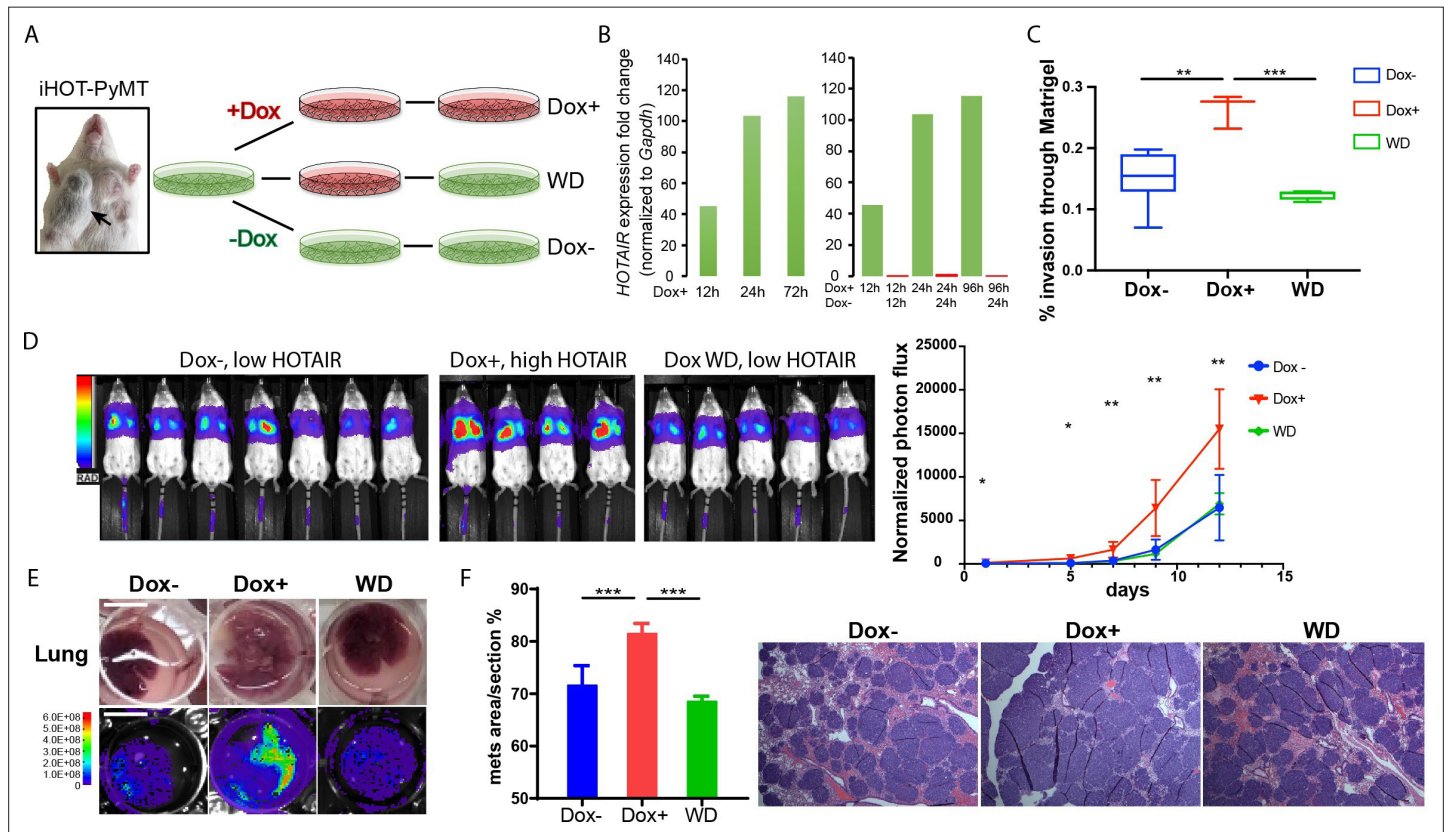 A
iHOT-PyMT
+Dox
-Dox
Dox+
WD
Dox-
B
HOTAIR expression fold change
(normalized to Gapdh)
140
120
100
80
60
40
20
0
Dox+ 12h 24h 72h
140
120
100
80
60
40
20
0
Dox+ 12h 12h 24h 24h 96h 96h
Dox- 12h 24h 24h
C
% invasion through Matrigel
** ***
0.3
0.2
0.1
0.0
Dox- Dox+ WD
Dox-
Dox+
WD
D
Dox-, low HOTAIR
Dox+, high HOTAIR
Dox WD, low HOTAIR
RAD
Normalized photon flux
25000
20000
15000
10000
5000
0
0 5 10 15
days
* * ** ** **
Dox -
Dox+
WD
E
Dox- Dox+ WD
Lung
6.0E+08
5.0E+08
4.0E+08
3.0E+08
2.0E+08
1.0E+08
0
F
mets area/section %
90
80
70
60
50
*** ***
Dox- Dox+ WD
Dox- Dox+ WD